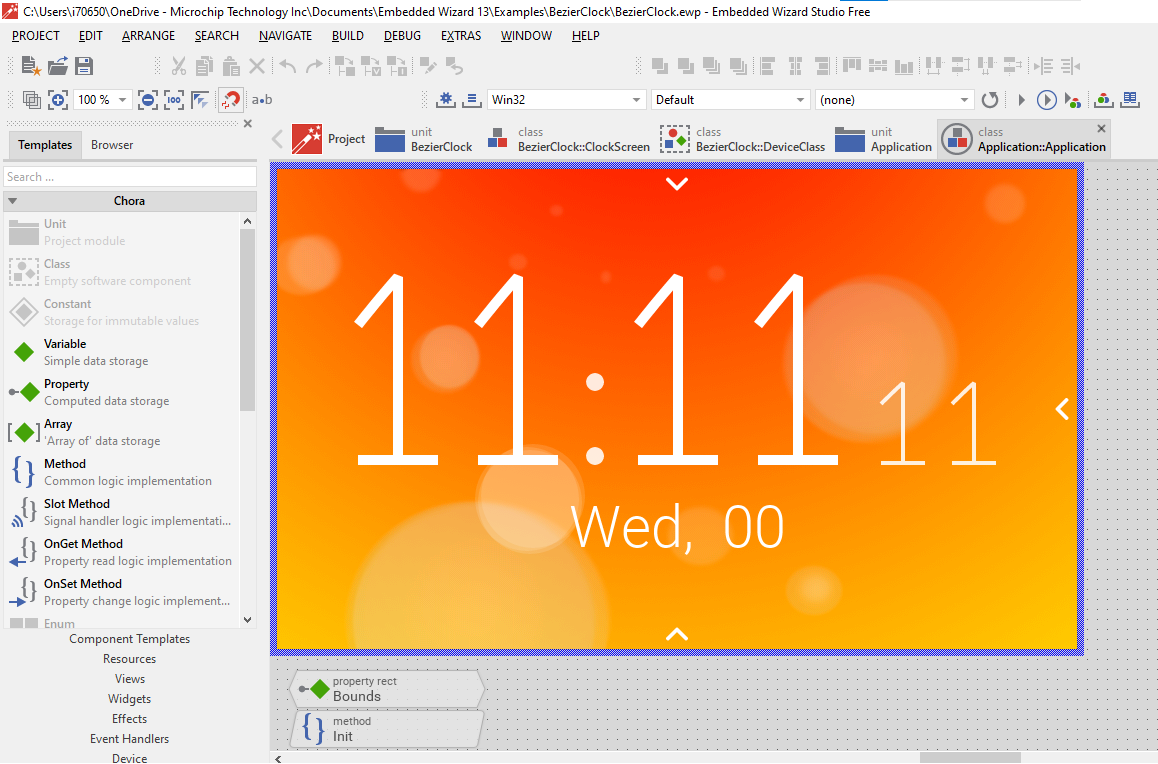 C:\Users\i70650\OneDrive - Microchip Technology Inc\Documents\Embedded Wizard 13\Examples\BezierClock\BezierClock.ewp - Embedded Wizard Studio Free
PROJECT EDIT ARRANGE SEARCH NAVIGATE BUILD DEBUG EXTRAS WINDOW HELP
100 % a•b Win32 Default (none)
Templates Browser
Project
unit
BezierClock
class
BezierClock::ClockScreen
class
BezierClock::DeviceClass
unit
Application
class
Application::Application
Search ...
Chora
Unit
Project module
Class
Empty software component
Constant
Storage for immutable values
Variable
Simple data storage
Property
Computed data storage
Array
'Array of' data storage
Method
Common logic implementation
Slot Method
Signal handler logic implementati...
OnGet Method
Property read logic implementation
OnSet Method
Property change logic implement...
Enum
Component Templates
Resources
Views
Widgets
Effects
Event Handlers
Device
11:11 11
Wed, 00
property rect
Bounds
method
Init